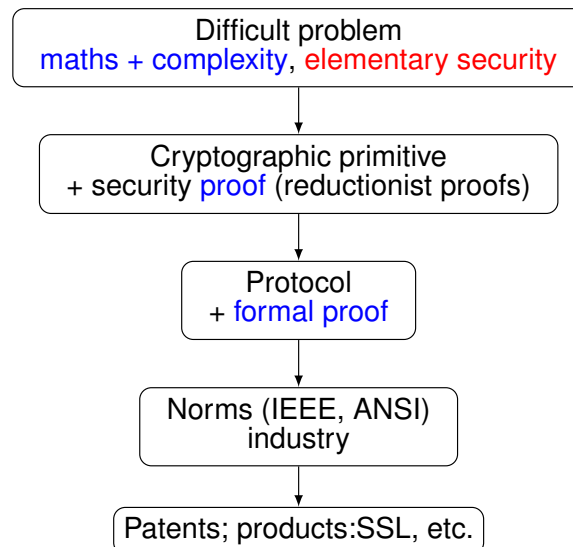 Difficult problem
maths + complexity, elementary security
Cryptographic primitive
+ security proof (reductionist proofs)
Protocol
+ formal proof
Norms (IEEE, ANSI)
industry
Patents; products:SSL, etc.